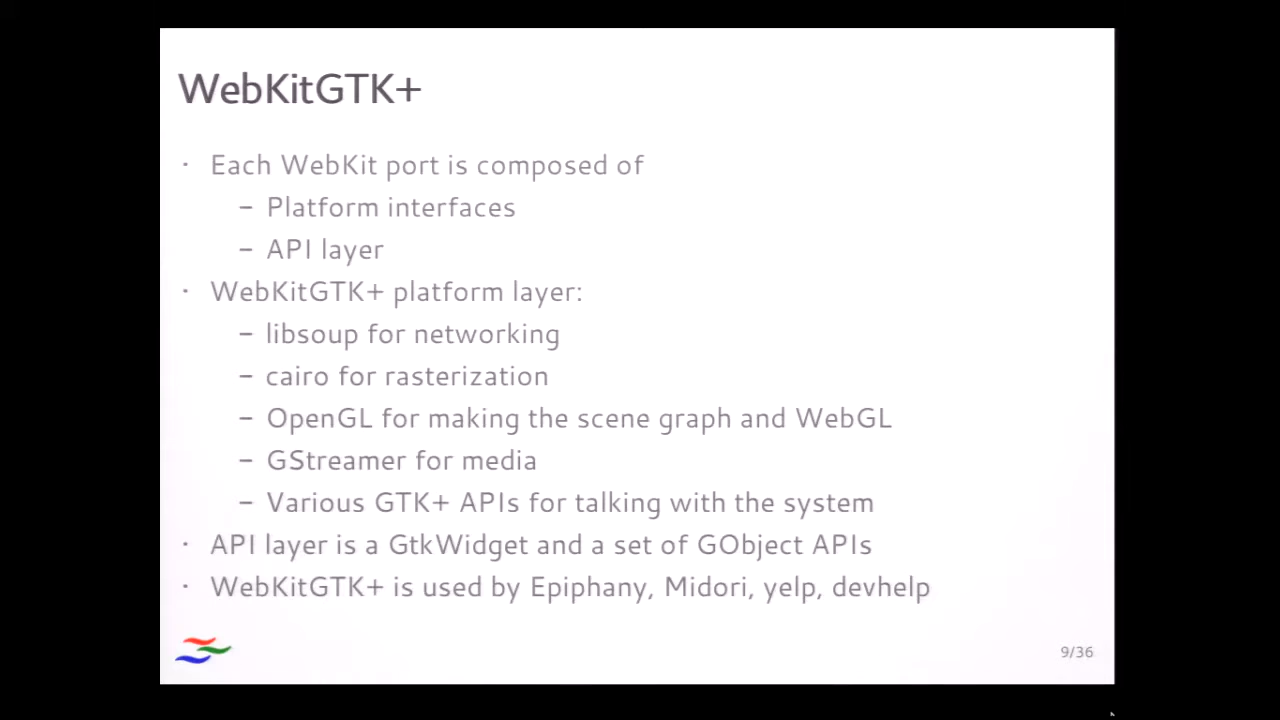 WebKitGTK+
· Each WebKit port is composed of
– Platform interfaces
– API layer
· WebKitGTK+ platform layer:
– libsoup for networking
– cairo for rasterization
– OpenGL for making the scene graph and WebGL
– GStreamer for media
– Various GTK+ APIs for talking with the system
· API layer is a GtkWidget and a set of GObject APIs
· WebKitGTK+ is used by Epiphany, Midori, yelp, devhelp
9/36